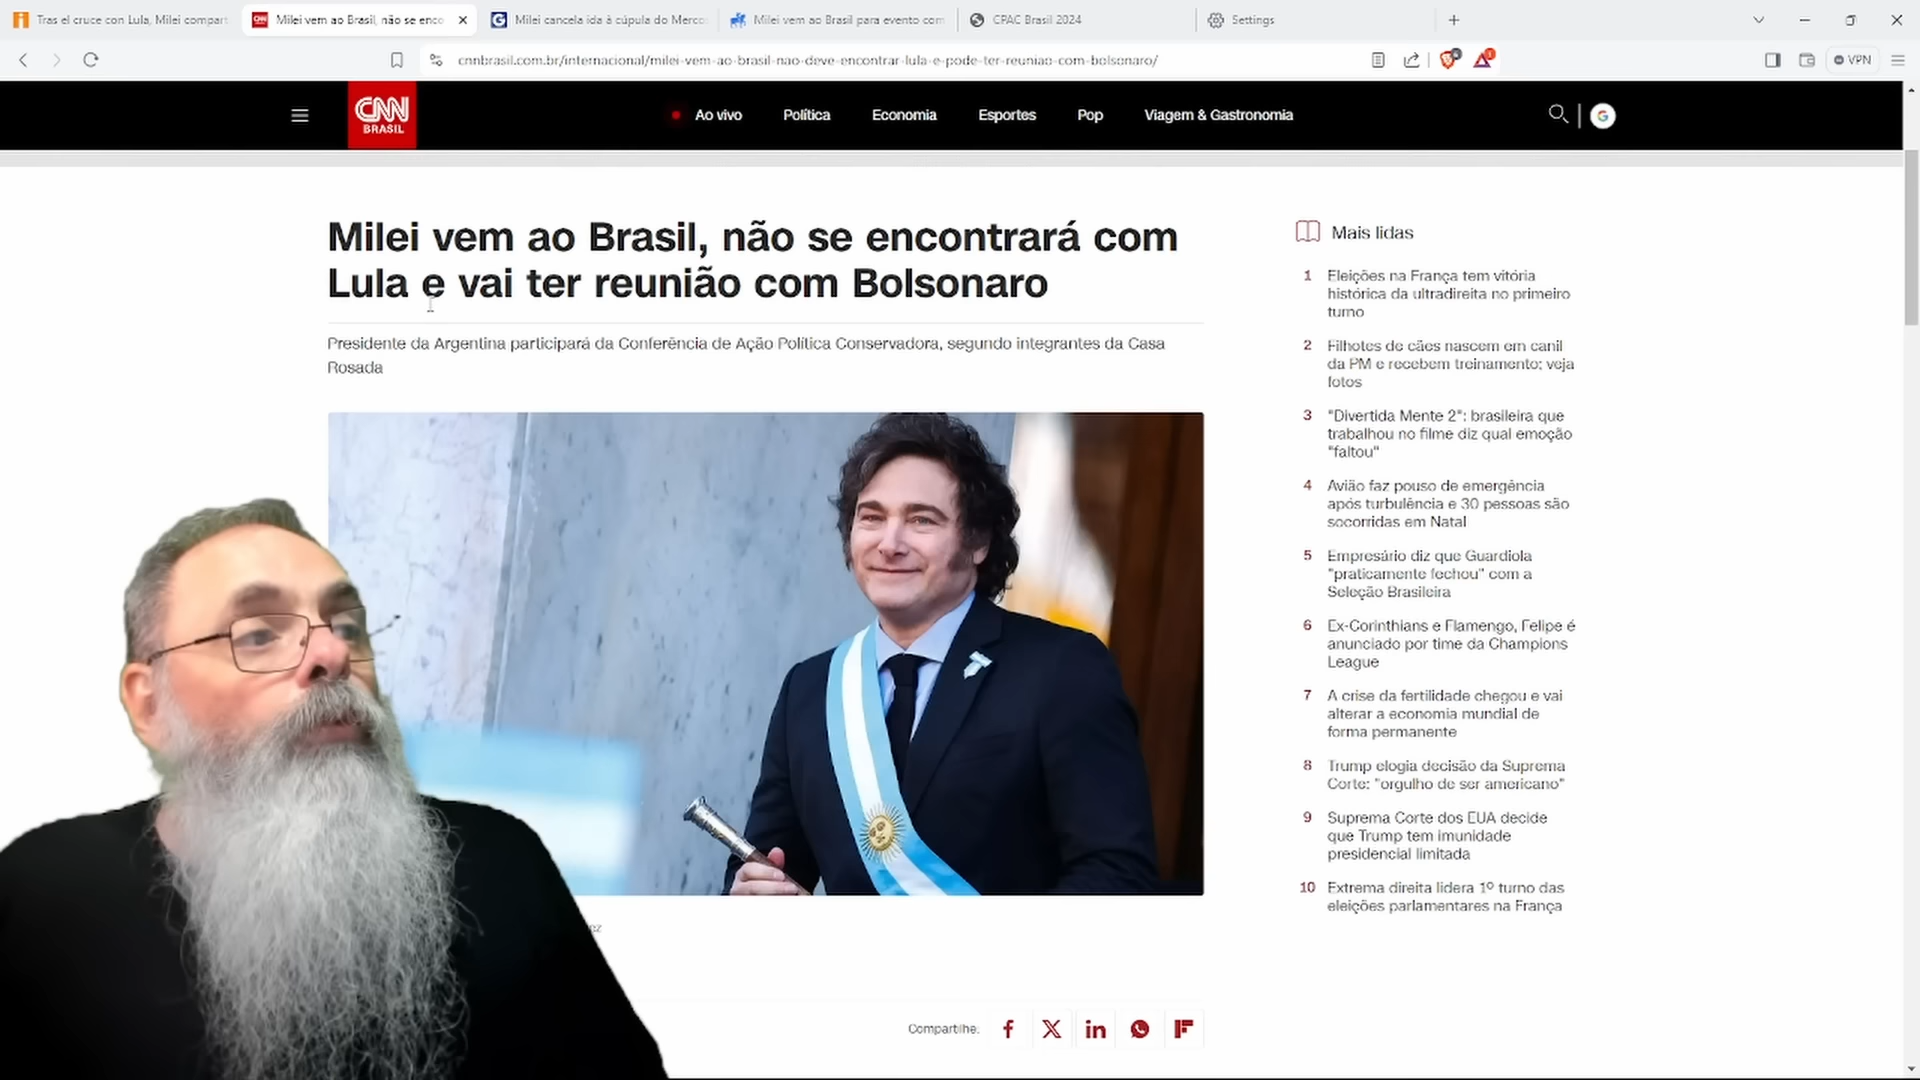 Tras el cruce con Lula, Milei compart
Milei vem ao Brasil, não se enco
Milei cancela ida à cúpula do Merco
Milei vem ao Brasil para evento com
CPAC Brasil 2024
Settings
cnnbrasil.com.br/internacional/milei-vem-ao-brasil-nao-deve-encontrar-lula-e-pode-ter-reuniao-com-bolsonaro/
VPN
CNN
BRASIL
Ao vivo
Política
Economia
Esportes
Pop
Viagem & Gastronomia
Milei vem ao Brasil, não se encontrará com
Lula e vai ter reunião com Bolsonaro
Presidente da Argentina participará da Conferência de Ação Política Conservadora, segundo integrantes da Casa
Rosada
Compartilhe:
Mais lidas
1 Eleições na França tem vitória
histórica da ultradireita no primeiro
turno
2 Filhotes de cães nascem em canil
da PM e recebem treinamento; veja
fotos
3 "Divertida Mente 2": brasileira que
trabalhou no filme diz qual emoção
"faltou"
4 Avião faz pouso de emergência
após turbulência e 30 pessoas são
socorridas em Natal
5 Empresário diz que Guardiola
"praticamente fechou" com a
Seleção Brasileira
6 Ex-Corinthians e Flamengo, Felipe é
anunciado por time da Champions
League
7 A crise da fertilidade chegou e vai
alterar a economia mundial de
forma permanente
8 Trump elogia decisão da Suprema
Corte: "orgulho de ser americano"
9 Suprema Corte dos EUA decide
que Trump tem imunidade
presidencial limitada
10 Extrema direita lidera 1º turno das
eleições parlamentares na França